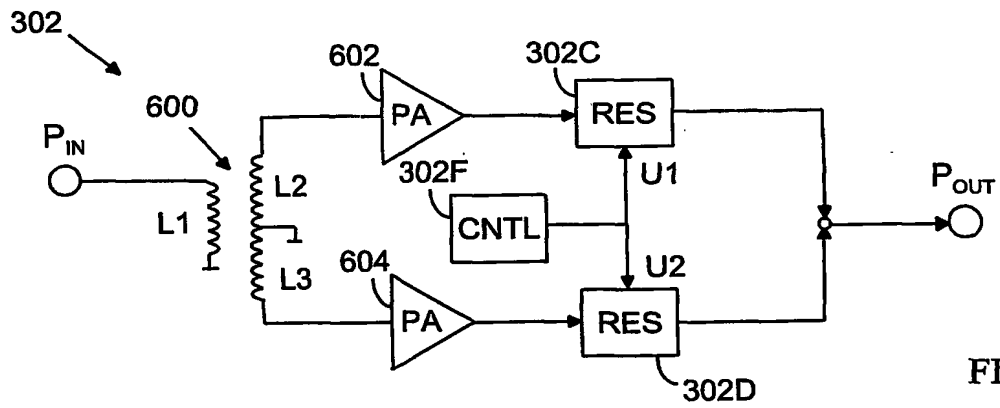 302
602
302C
600
PA
RES
P_IN
302F
U1
L2
P_OUT
L1
CNTL
L3
604
U2
PA
RES
302D